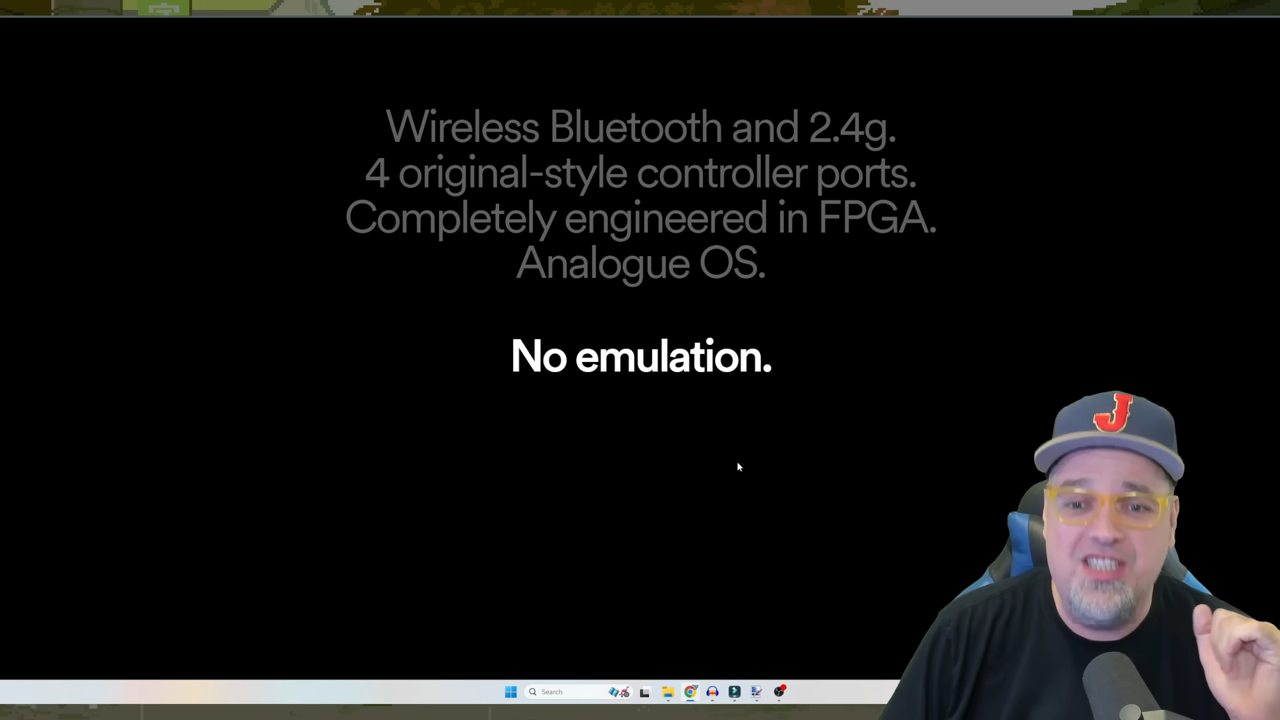 Wireless Bluetooth and 2.4g.
4 original-style controller ports.
Completely engineered in FPGA.
Analogue OS.
No emulation.
J
Search